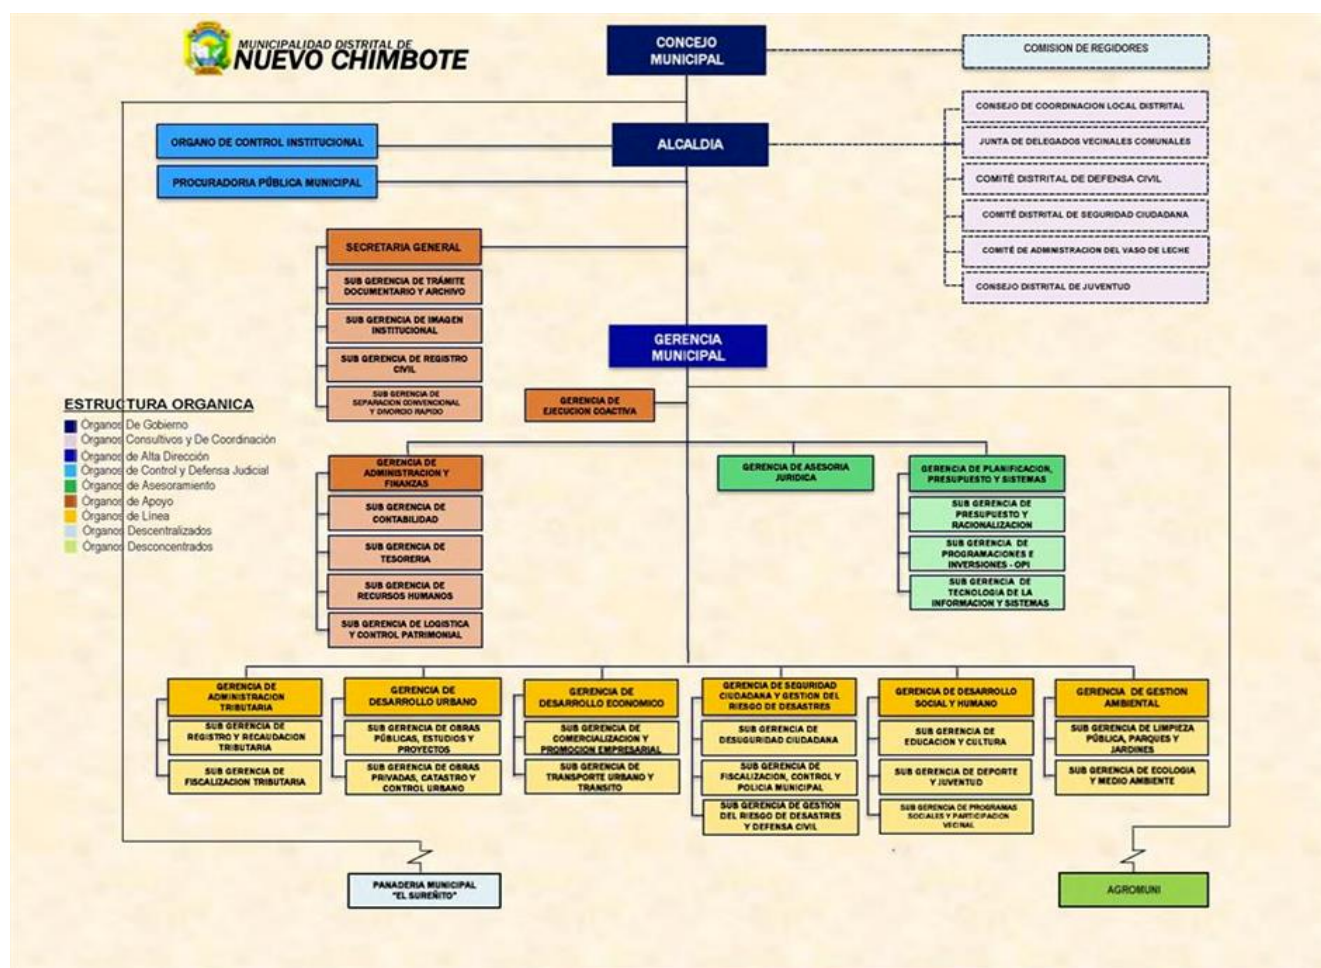 MUNICIPALIDAD DISTRITAL DE
NUEVO CHIMBOTE
CONCEJO
MUNICIPAL
COMISION DE REGIDORES
ALCALDIA
ORGANO DE CONTROL INSTITUCIONAL
PROCURADORIA PÚBLICA MUNICIPAL
CONSEJO DE COORDINACION LOCAL DISTRITAL
JUNTA DE DELEGADOS VECINALES COMUNALES
COMITÉ DISTRITAL DE DEFENSA CIVIL
COMITÉ DISTRITAL DE SEGURIDAD CIUDADANA
COMITÉ DE ADMINISTRACION DEL VASO DE LECHE
CONSEJO DISTRITAL DE JUVENTUD
SECRETARIA GENERAL
SUB GERENCIA DE TRÁMITE
DOCUMENTARIO Y ARCHIVO
SUB GERENCIA DE IMAGEN
INSTITUCIONAL
SUB GERENCIA DE REGISTRO
CIVIL
SUB GERENCIA DE
SEPARACION CONVENCIONAL
Y DIVORCIO RAPIDO
GERENCIA
MUNICIPAL
GERENCIA DE
EJECUCION COACTIVA
ESTRUCTURA ORGANICA
Órganos De Gobierno
Órganos Consultivos y De Coordinación
Órganos de Alta Dirección
Órganos de Control y Defensa Judicial
Órganos de Asesoramiento
Órganos de Apoyo
Órganos de Línea
Órganos Descentralizados
Órganos Desconcentrados
GERENCIA DE
ADMINISTRACION Y
FINANZAS
SUB GERENCIA DE
CONTABILIDAD
SUB GERENCIA DE
TESORERIA
SUB GERENCIA DE
RECURSOS HUMANOS
SUB GERENCIA DE LOGISTICA
Y CONTROL PATRIMONIAL
GERENCIA DE ASESORIA
JURIDICA
GERENCIA DE PLANIFICACION,
PRESUPUESTO Y SISTEMAS
SUB GERENCIA DE
PRESUPUESTO Y
RACIONALIZACION
SUB GERENCIA DE
PROGRAMACIONES E
INVERSIONES - OPI
SUB GERENCIA DE
TECNOLOGIA DE LA
INFORMACION Y SISTEMAS
GERENCIA DE
ADMINISTRACION
TRIBUTARIA
SUB GERENCIA DE
REGISTRO Y RECAUDACION
TRIBUTARIA
SUB GERENCIA DE
FISCALIZACION TRIBUTARIA
GERENCIA DE
DESARROLLO URBANO
SUB GERENCIA DE OBRAS
PÚBLICAS, ESTUDIOS Y
PROYECTOS
SUB GERENCIA DE OBRAS
PRIVADAS, CATASTRO Y
CONTROL URBANO
GERENCIA DE
DESARROLLO ECONOMICO
SUB GERENCIA DE
COMERCIALIZACION Y
PROMOCION EMPRESARIAL
SUB GERENCIA DE
TRANSPORTE URBANO Y
TRÁNSITO
GERENCIA DE SEGURIDAD
CIUDADANA Y GESTION DEL
RIESGO DE DESASTRES
SUB GERENCIA DE
DESUGURIDAD CIUDADANA
SUB GERENCIA DE
FISCALIZACION, CONTROL Y
POLICIA MUNICIPAL
SUB GERENCIA DE GESTION
DEL RIESGO DE DESASTRES
Y DEFENSA CIVIL
GERENCIA DE DESARROLLO
SOCIAL Y HUMANO
SUB GERENCIA DE
EDUCACION Y CULTURA
SUB GERENCIA DE DEPORTE
Y JUVENTUD
SUB GERENCIA DE PROGRAMAS
SOCIALES Y PARTICIPACION
VECINAL
GERENCIA DE GESTION
AMBIENTAL
SUB GERENCIA DE LIMPIEZA
PÚBLICA, PARQUES Y
JARDINES
SUB GERENCIA DE ECOLOGIA
Y MEDIO AMBIENTE
PANADERIA MUNICIPAL
"EL SUREÑITO"
AGROMUNI